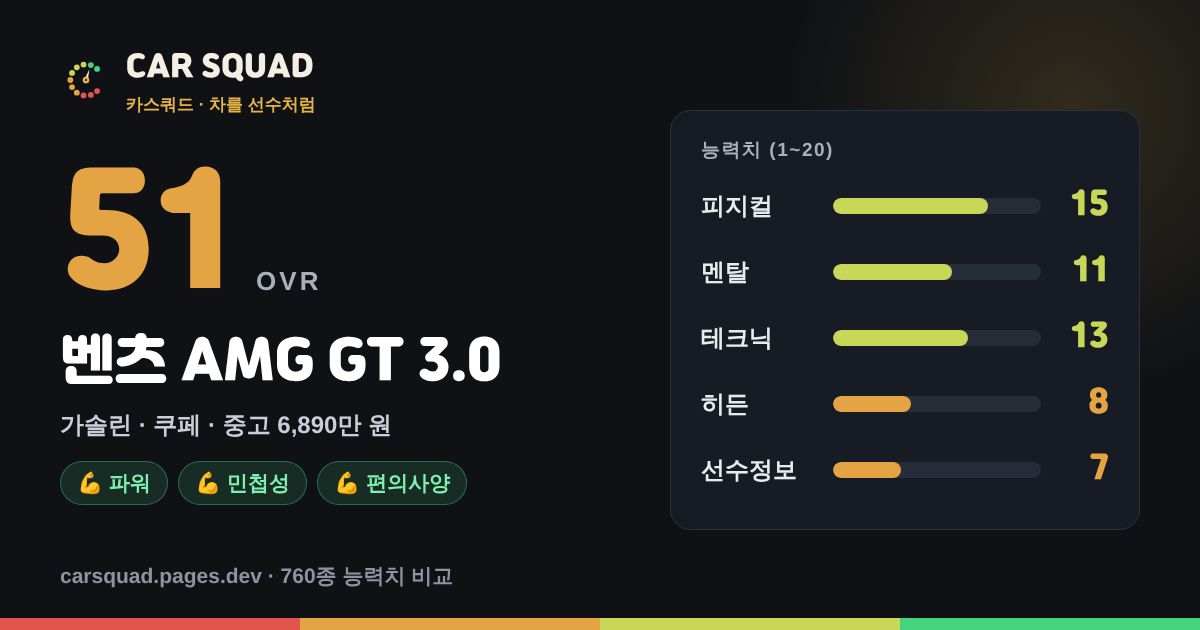 CAR SQUAD
카스쿼드 · 차를 선수처럼
51 OVR
벤츠 AMG GT 3.0
가솔린 · 쿠페 · 중고 6,890만 원
💪 파워 💪 민첩성 💪 편의사양
carsquad.pages.dev · 760종 능력치 비교
능력치 (1~20)
피지컬 15
멘탈 11
테크닉 13
히든 8
선수정보 7